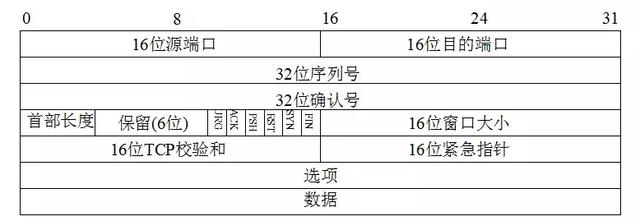 0 8 16 24 31
16位源端口 16位目的端口
32位序列号
32位确认号
首部长度 保留(6位) URG ACK PSH RST SYN FIN 16位窗口大小
16位TCP校验和 16位紧急指针
选项
数据